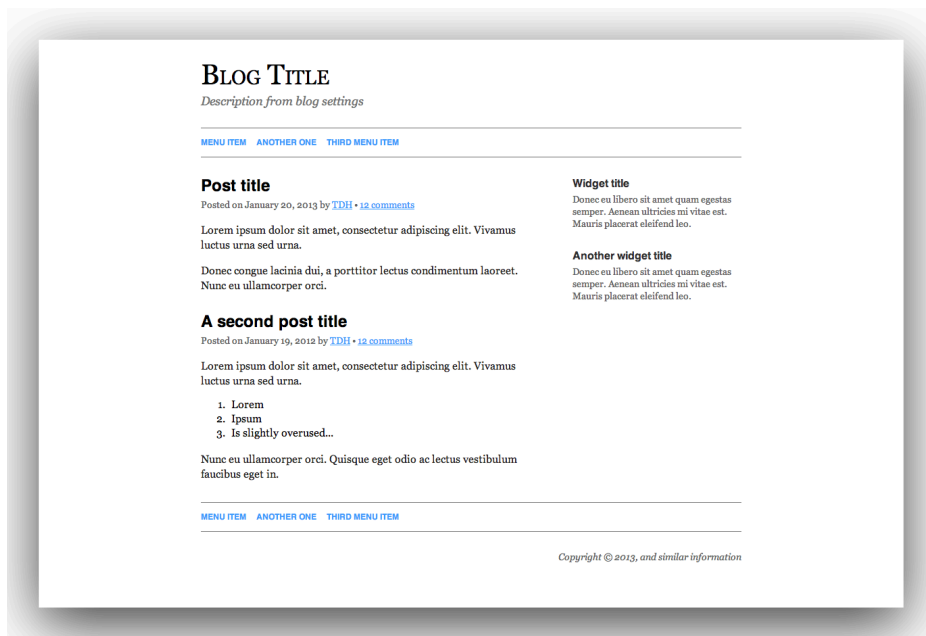 Blog Title
Description from blog settings
MENU ITEM ANOTHER ONE THIRD MENU ITEM
Post title
Posted on January 20, 2013 by TDH • 12 comments
Lorem ipsum dolor sit amet, consectetur adipiscing elit. Vivamus
luctus urna sed urna.
Donec congue lacinia dui, a porttitor lectus condimentum laoreet.
Nunc eu ullamcorper orci.
A second post title
Posted on January 19, 2012 by TDH • 12 comments
Lorem ipsum dolor sit amet, consectetur adipiscing elit. Vivamus
luctus urna sed urna.
1. Lorem
2. Ipsum
3. Is slightly overused...
Nunc eu ullamcorper orci. Quisque eget odio ac lectus vestibulum
faucibus eget in.
Widget title
Donec eu libero sit amet quam egestas
semper. Aenean ultricies mi vitae est.
Mauris placerat eleifend leo.
Another widget title
Donec eu libero sit amet quam egestas
semper. Aenean ultricies mi vitae est.
Mauris placerat eleifend leo.
MENU ITEM ANOTHER ONE THIRD MENU ITEM
Copyright © 2013, and similar information